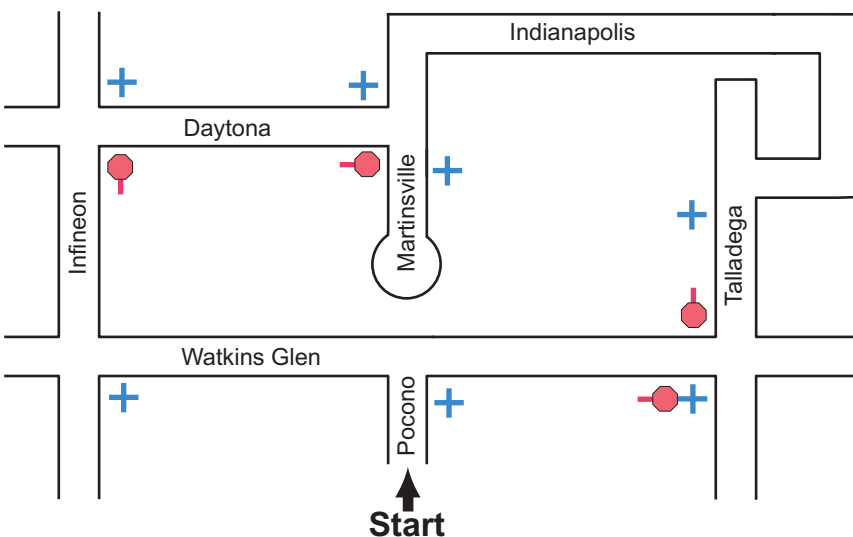 Indianapolis
Daytona
Martinsville
Infineon
Talladega
Watkins Glen
Pocono
Start